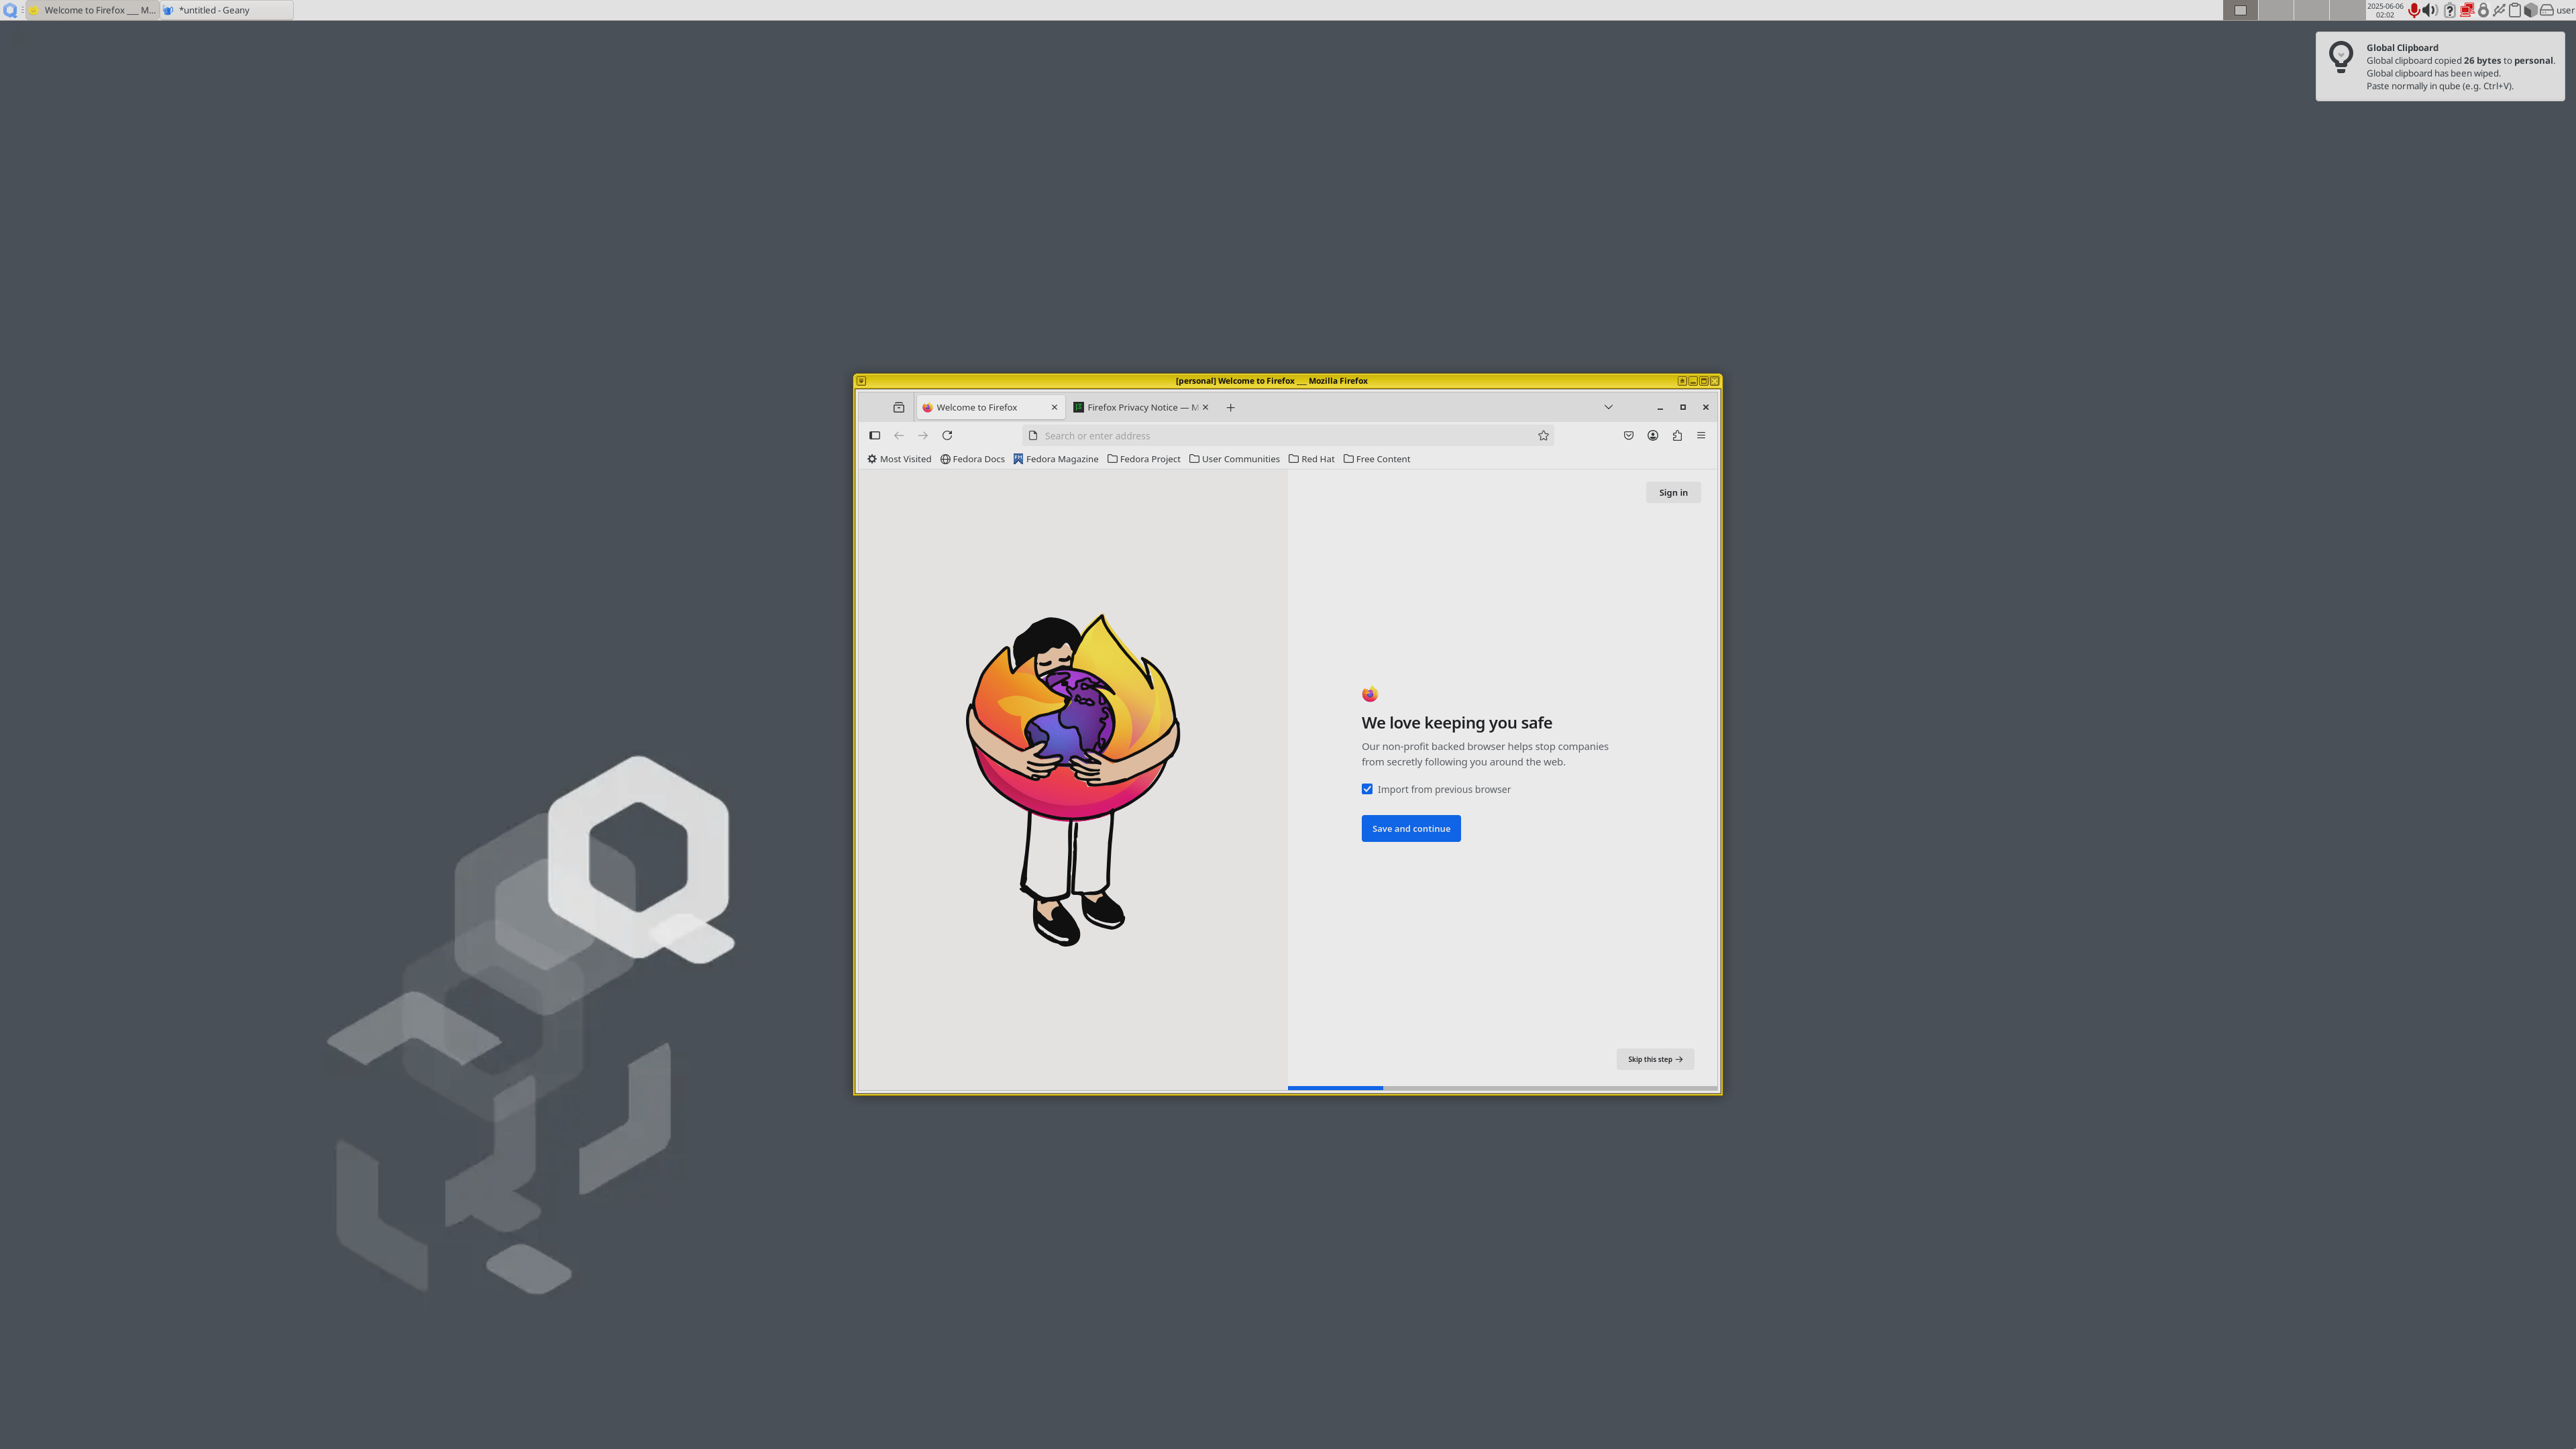 Welcome to Firefox ___ M...
*untitled - Geany
2025-06-06
02:02
user
Global Clipboard
Global clipboard copied 26 bytes to personal.
Global clipboard has been wiped.
Paste normally in qube (e.g. Ctrl+V).
[personal] Welcome to Firefox ___ Mozilla Firefox
Welcome to Firefox
Firefox Privacy Notice — M
Search or enter address
Most Visited
Fedora Docs
Fedora Magazine
Fedora Project
User Communities
Red Hat
Free Content
Sign in
We love keeping you safe
Our non-profit backed browser helps stop companies
from secretly following you around the web.
Import from previous browser
Save and continue
Skip this step →